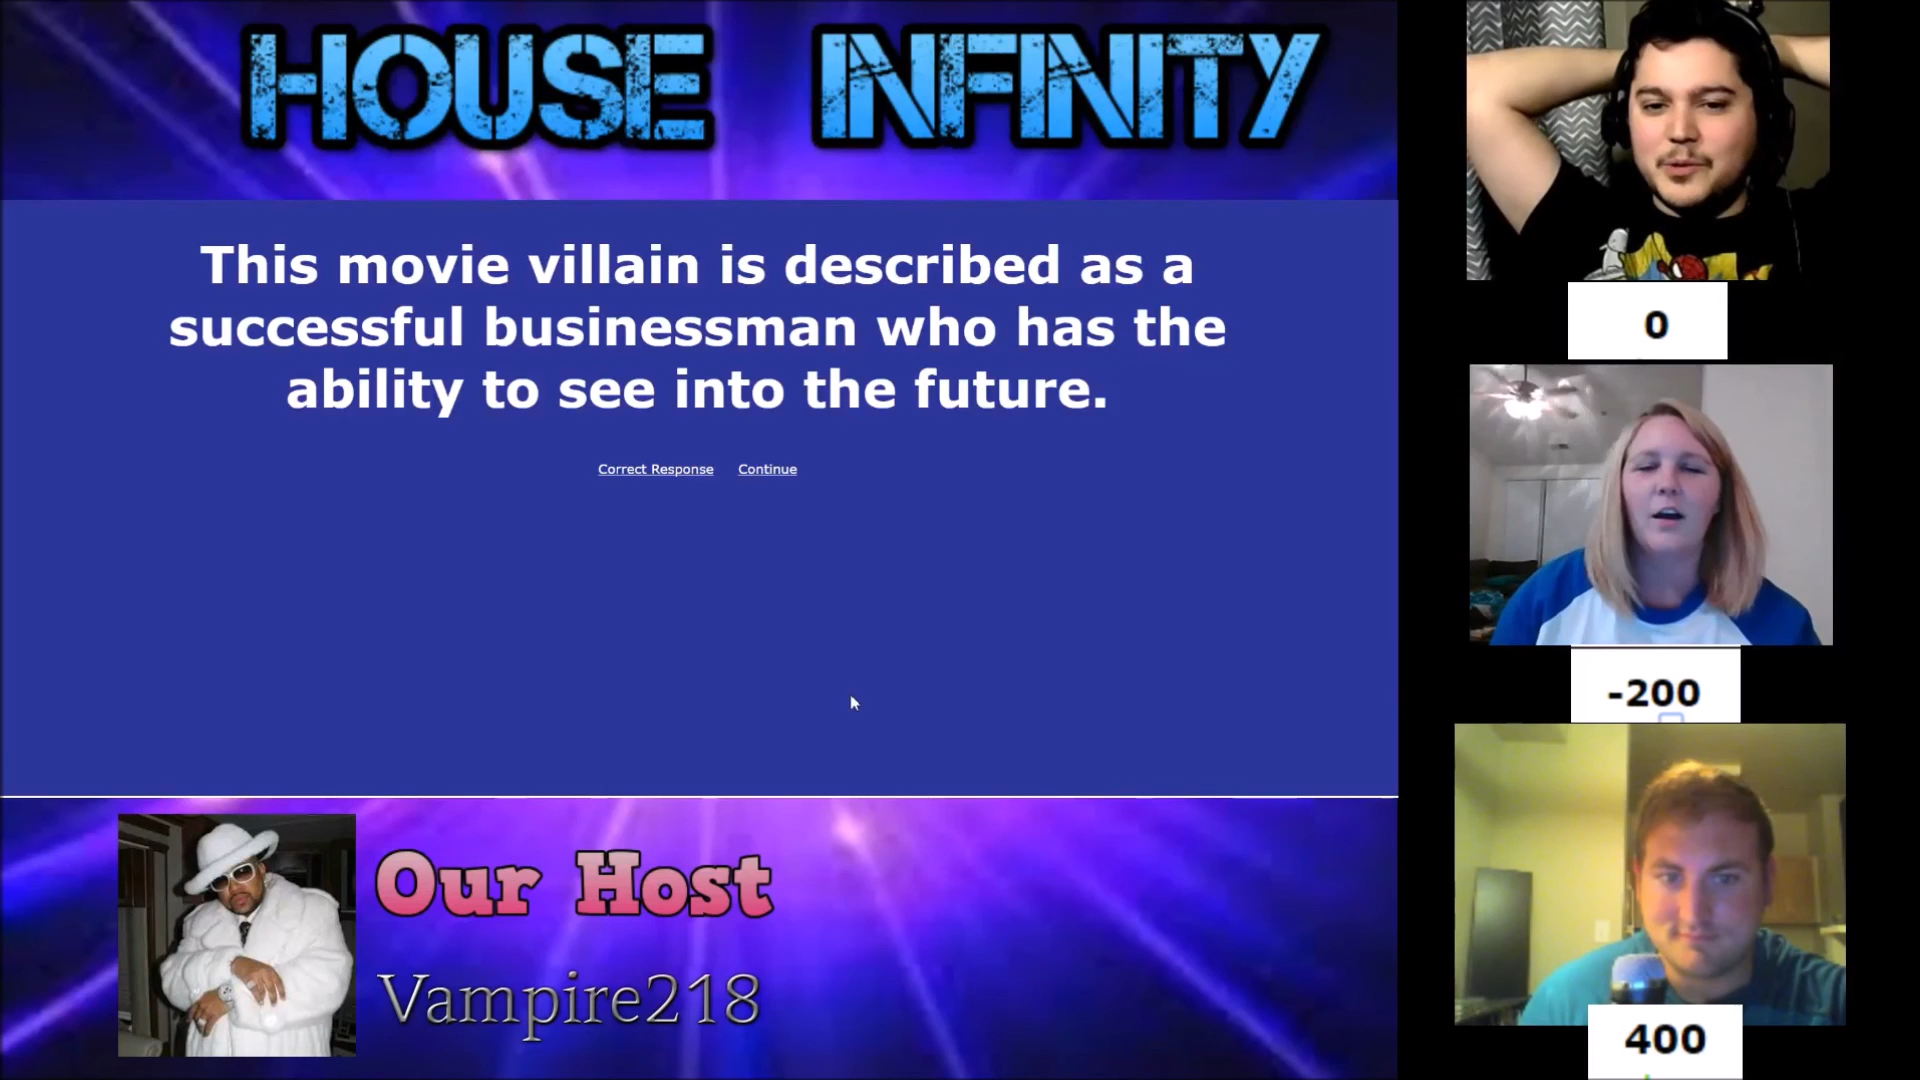 HOUSE INFINITY
This movie villain is described as a
successful businessman who has the
ability to see into the future.
Correct Response Continue
Our Host
Vampire218
0
-200
400